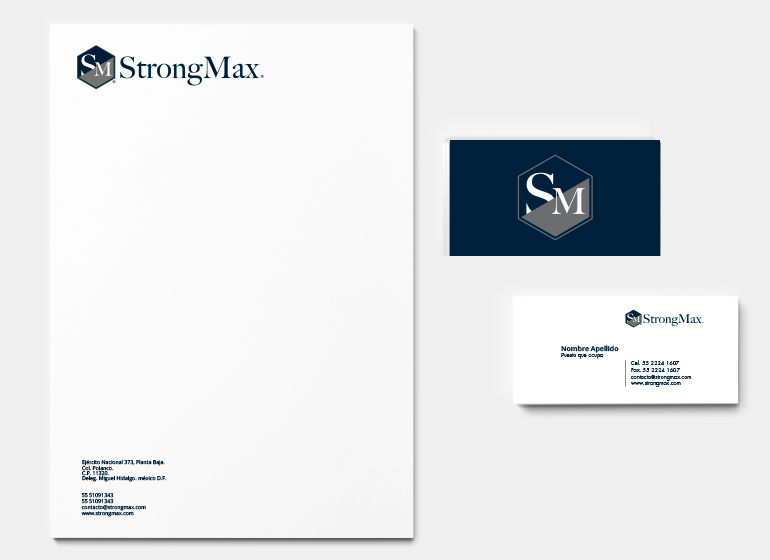 SM StrongMax.
Ejército Nacional 373, Planta Baja.
Col. Polanco.
C.P. 11320.
Deleg. Miguel Hidalgo. méxico D.F.
55 51091343
55 51091343
contacto@strongmax.com
www.strongmax.com
SM
SM StrongMax.
Nombre Apellido
Puesto que ocupa
Cel. 55 2224 1607
Fax. 55 2224 1607
contacto@strongmax.com
www.strongmax.com